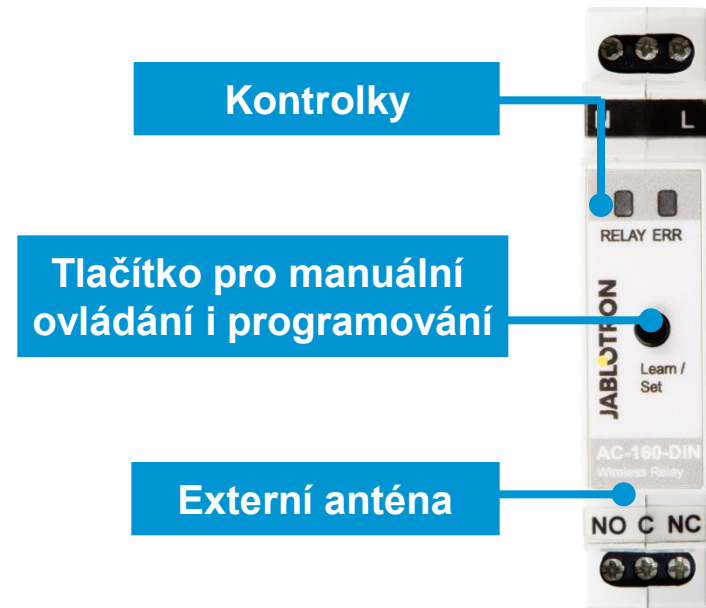 Kontrolky
N L
RELAY ERR
Tlačítko pro manuální
ovládání i programování
JABLOTRON
Learn /
Set
AC-160-DIN
Wireless Relay
Externí anténa
NO C NC